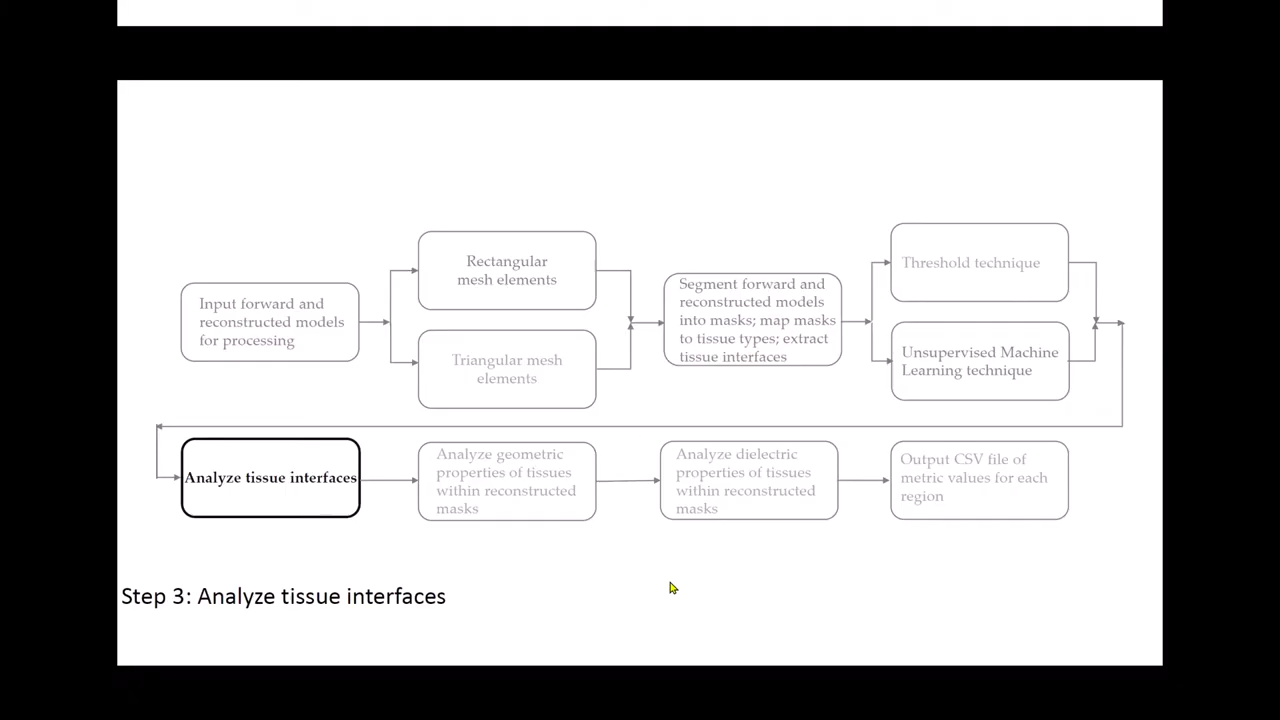 Input forward and
reconstructed models
for processing
Rectangular
mesh elements
Triangular mesh
elements
Segment forward and
reconstructed models
into masks; map masks
to tissue types; extract
tissue interfaces
Threshold technique
Unsupervised Machine
Learning technique
Analyze tissue interfaces
Analyze geometric
properties of tissues
within reconstructed
masks
Analyze dielectric
properties of tissues
within reconstructed
masks
Output CSV file of
metric values for each
region
Step 3: Analyze tissue interfaces